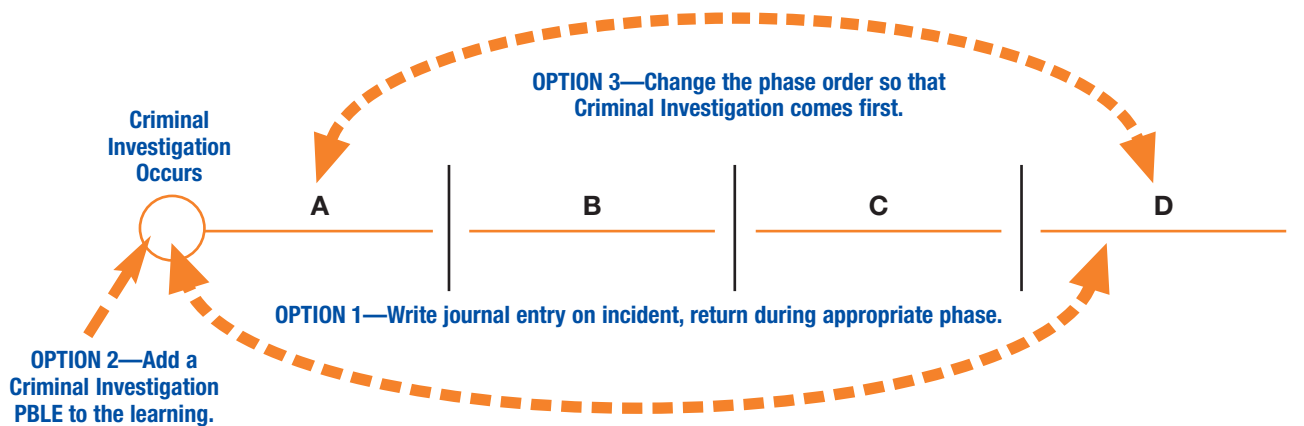 OPTION 3—Change the phase order so that
Criminal Investigation comes first.
Criminal
Investigation
Occurs
A
B
C
D
OPTION 1—Write journal entry on incident, return during appropriate phase.
OPTION 2—Add a
Criminal Investigation
PBLE to the learning.